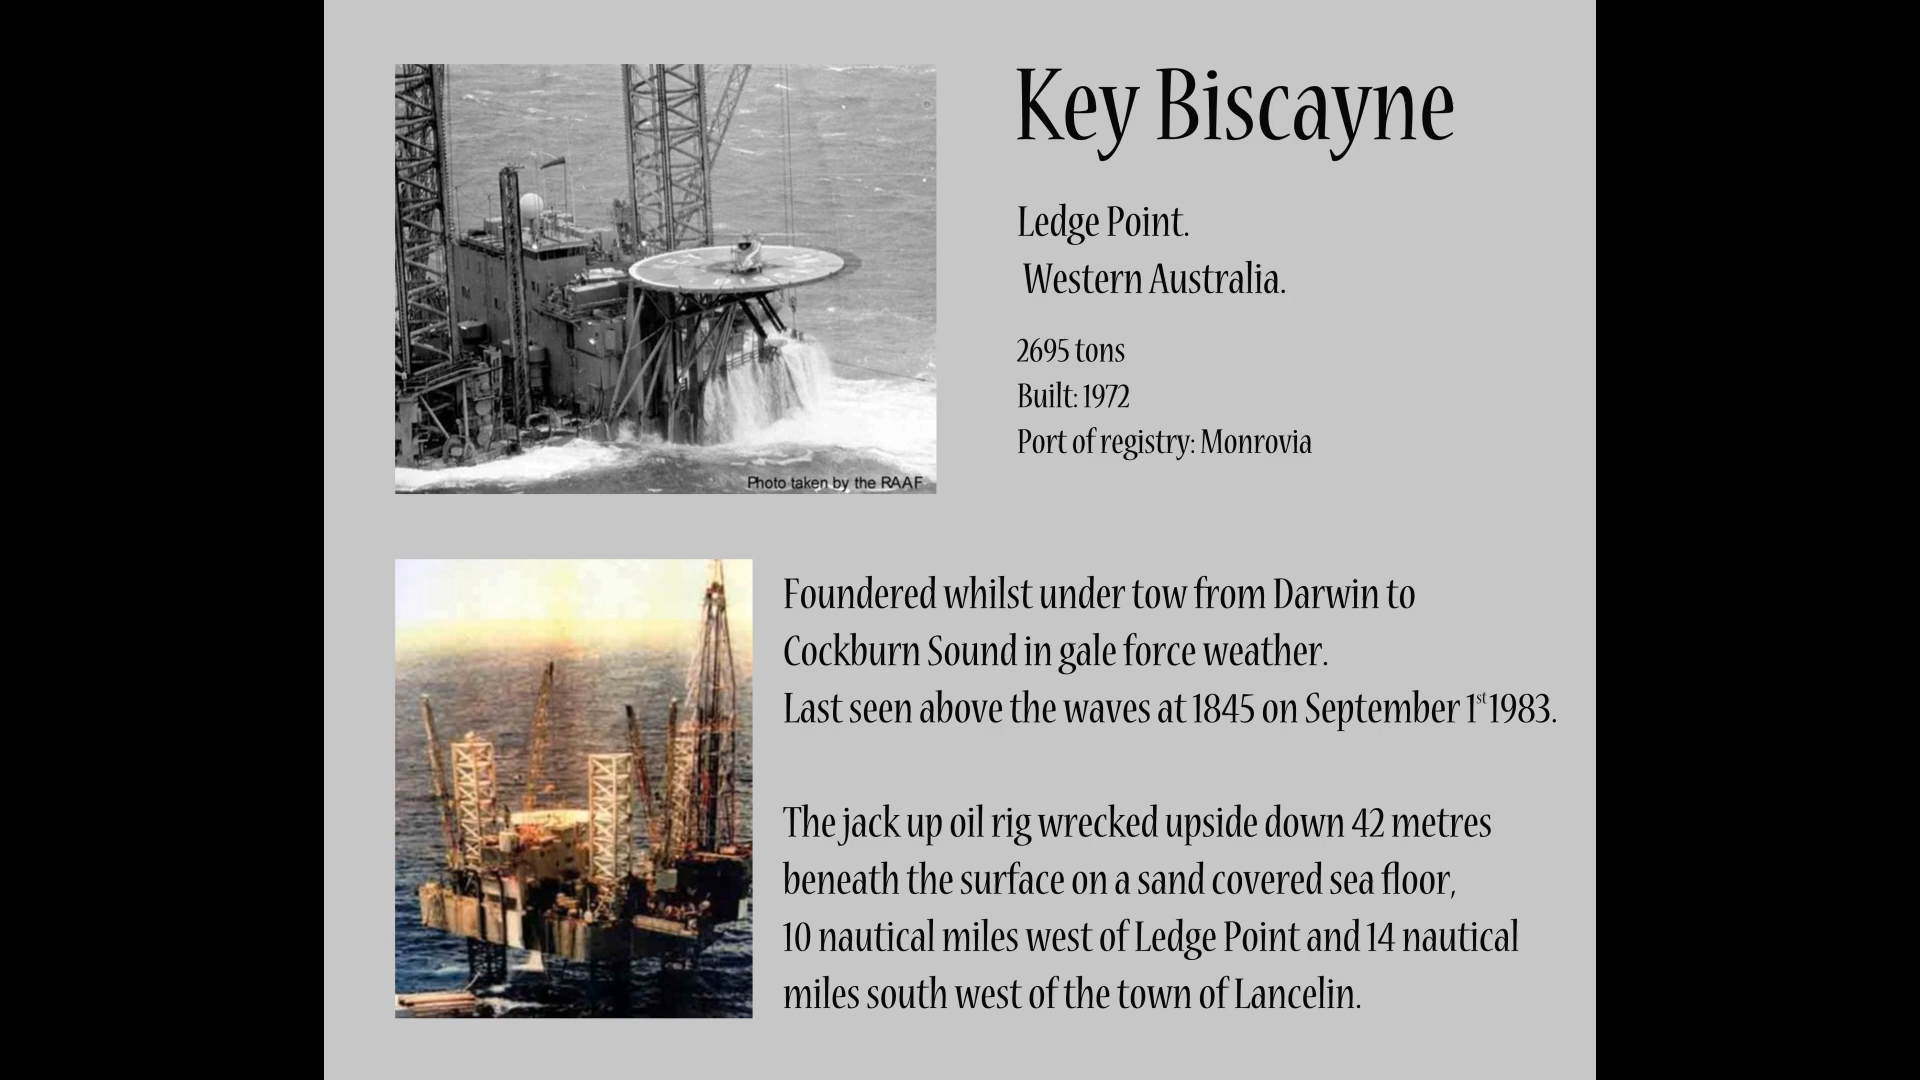 Key Biscayne
Ledge Point.
Western Australia.
2695 tons
Built: 1972
Port of registry: Monrovia
Photo taken by the RAAF
Foundered whilst under tow from Darwin to
Cockburn Sound in gale force weather.
Last seen above the waves at 1845 on September 1st 1983.
The jack up oil rig wrecked upside down 42 metres
beneath the surface on a sand covered sea floor,
10 nautical miles west of Ledge Point and 14 nautical
miles south west of the town of Lancelin.